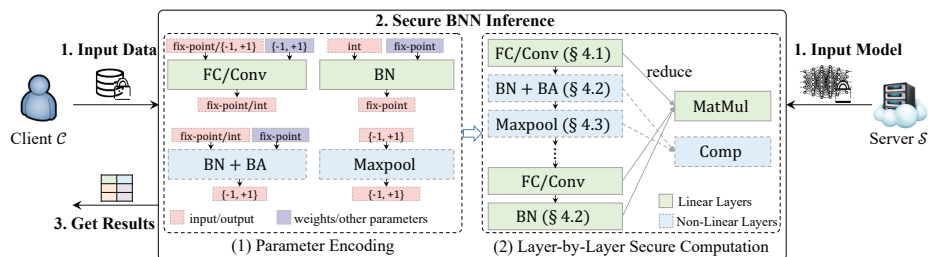 2. Secure BNN Inference
1. Input Data
Client 𝒞
3. Get Results
fix-point/{-1, +1} {-1, +1}
FC/Conv
fix-point/int
int fix-point
BN
fix-point
fix-point/int fix-point
BN + BA
{-1, +1}
{-1, +1}
Maxpool
{-1, +1}
input/output weights/other parameters
(1) Parameter Encoding
FC/Conv (§ 4.1)
BN + BA (§ 4.2)
Maxpool (§ 4.3)
FC/Conv
BN (§ 4.2)
reduce
MatMul
Comp
Linear Layers
Non-Linear Layers
(2) Layer-by-Layer Secure Computation
1. Input Model
Server 𝒮